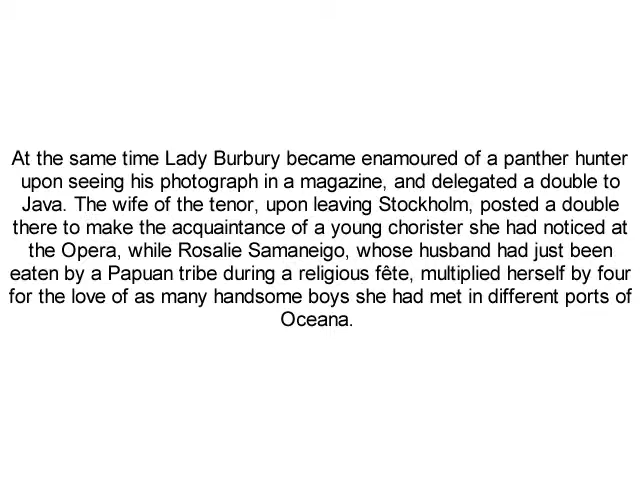 At the same time Lady Burbury became enamoured of a panther hunter
upon seeing his photograph in a magazine, and delegated a double to
Java. The wife of the tenor, upon leaving Stockholm, posted a double
there to make the acquaintance of a young chorister she had noticed at
the Opera, while Rosalie Samaneigo, whose husband had just been
eaten by a Papuan tribe during a religious fête, multiplied herself by four
for the love of as many handsome boys she had met in different ports of
Oceana.